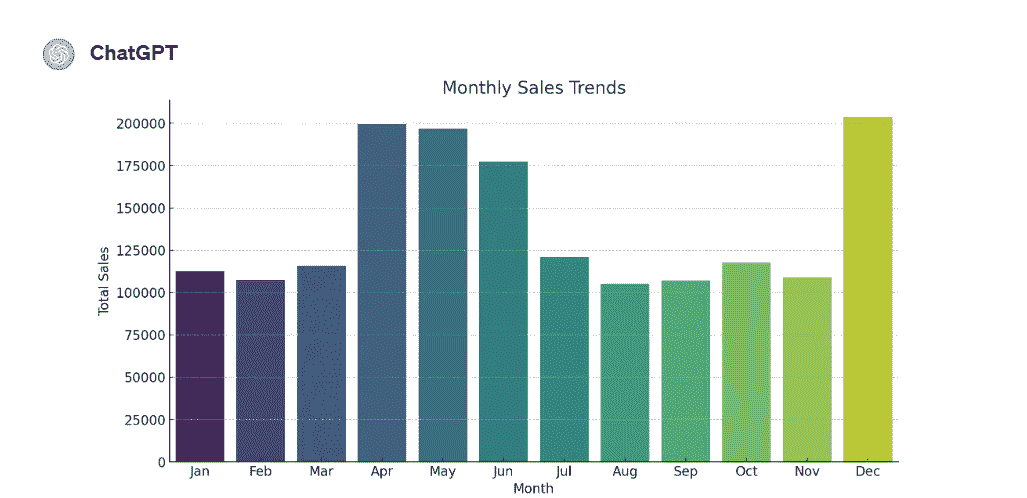 ChatGPT
Monthly Sales Trends
200000
175000
150000
125000
100000
75000
50000
25000
0
Total Sales
Jan Feb Mar Apr May Jun Jul Aug Sep Oct Nov Dec
Month